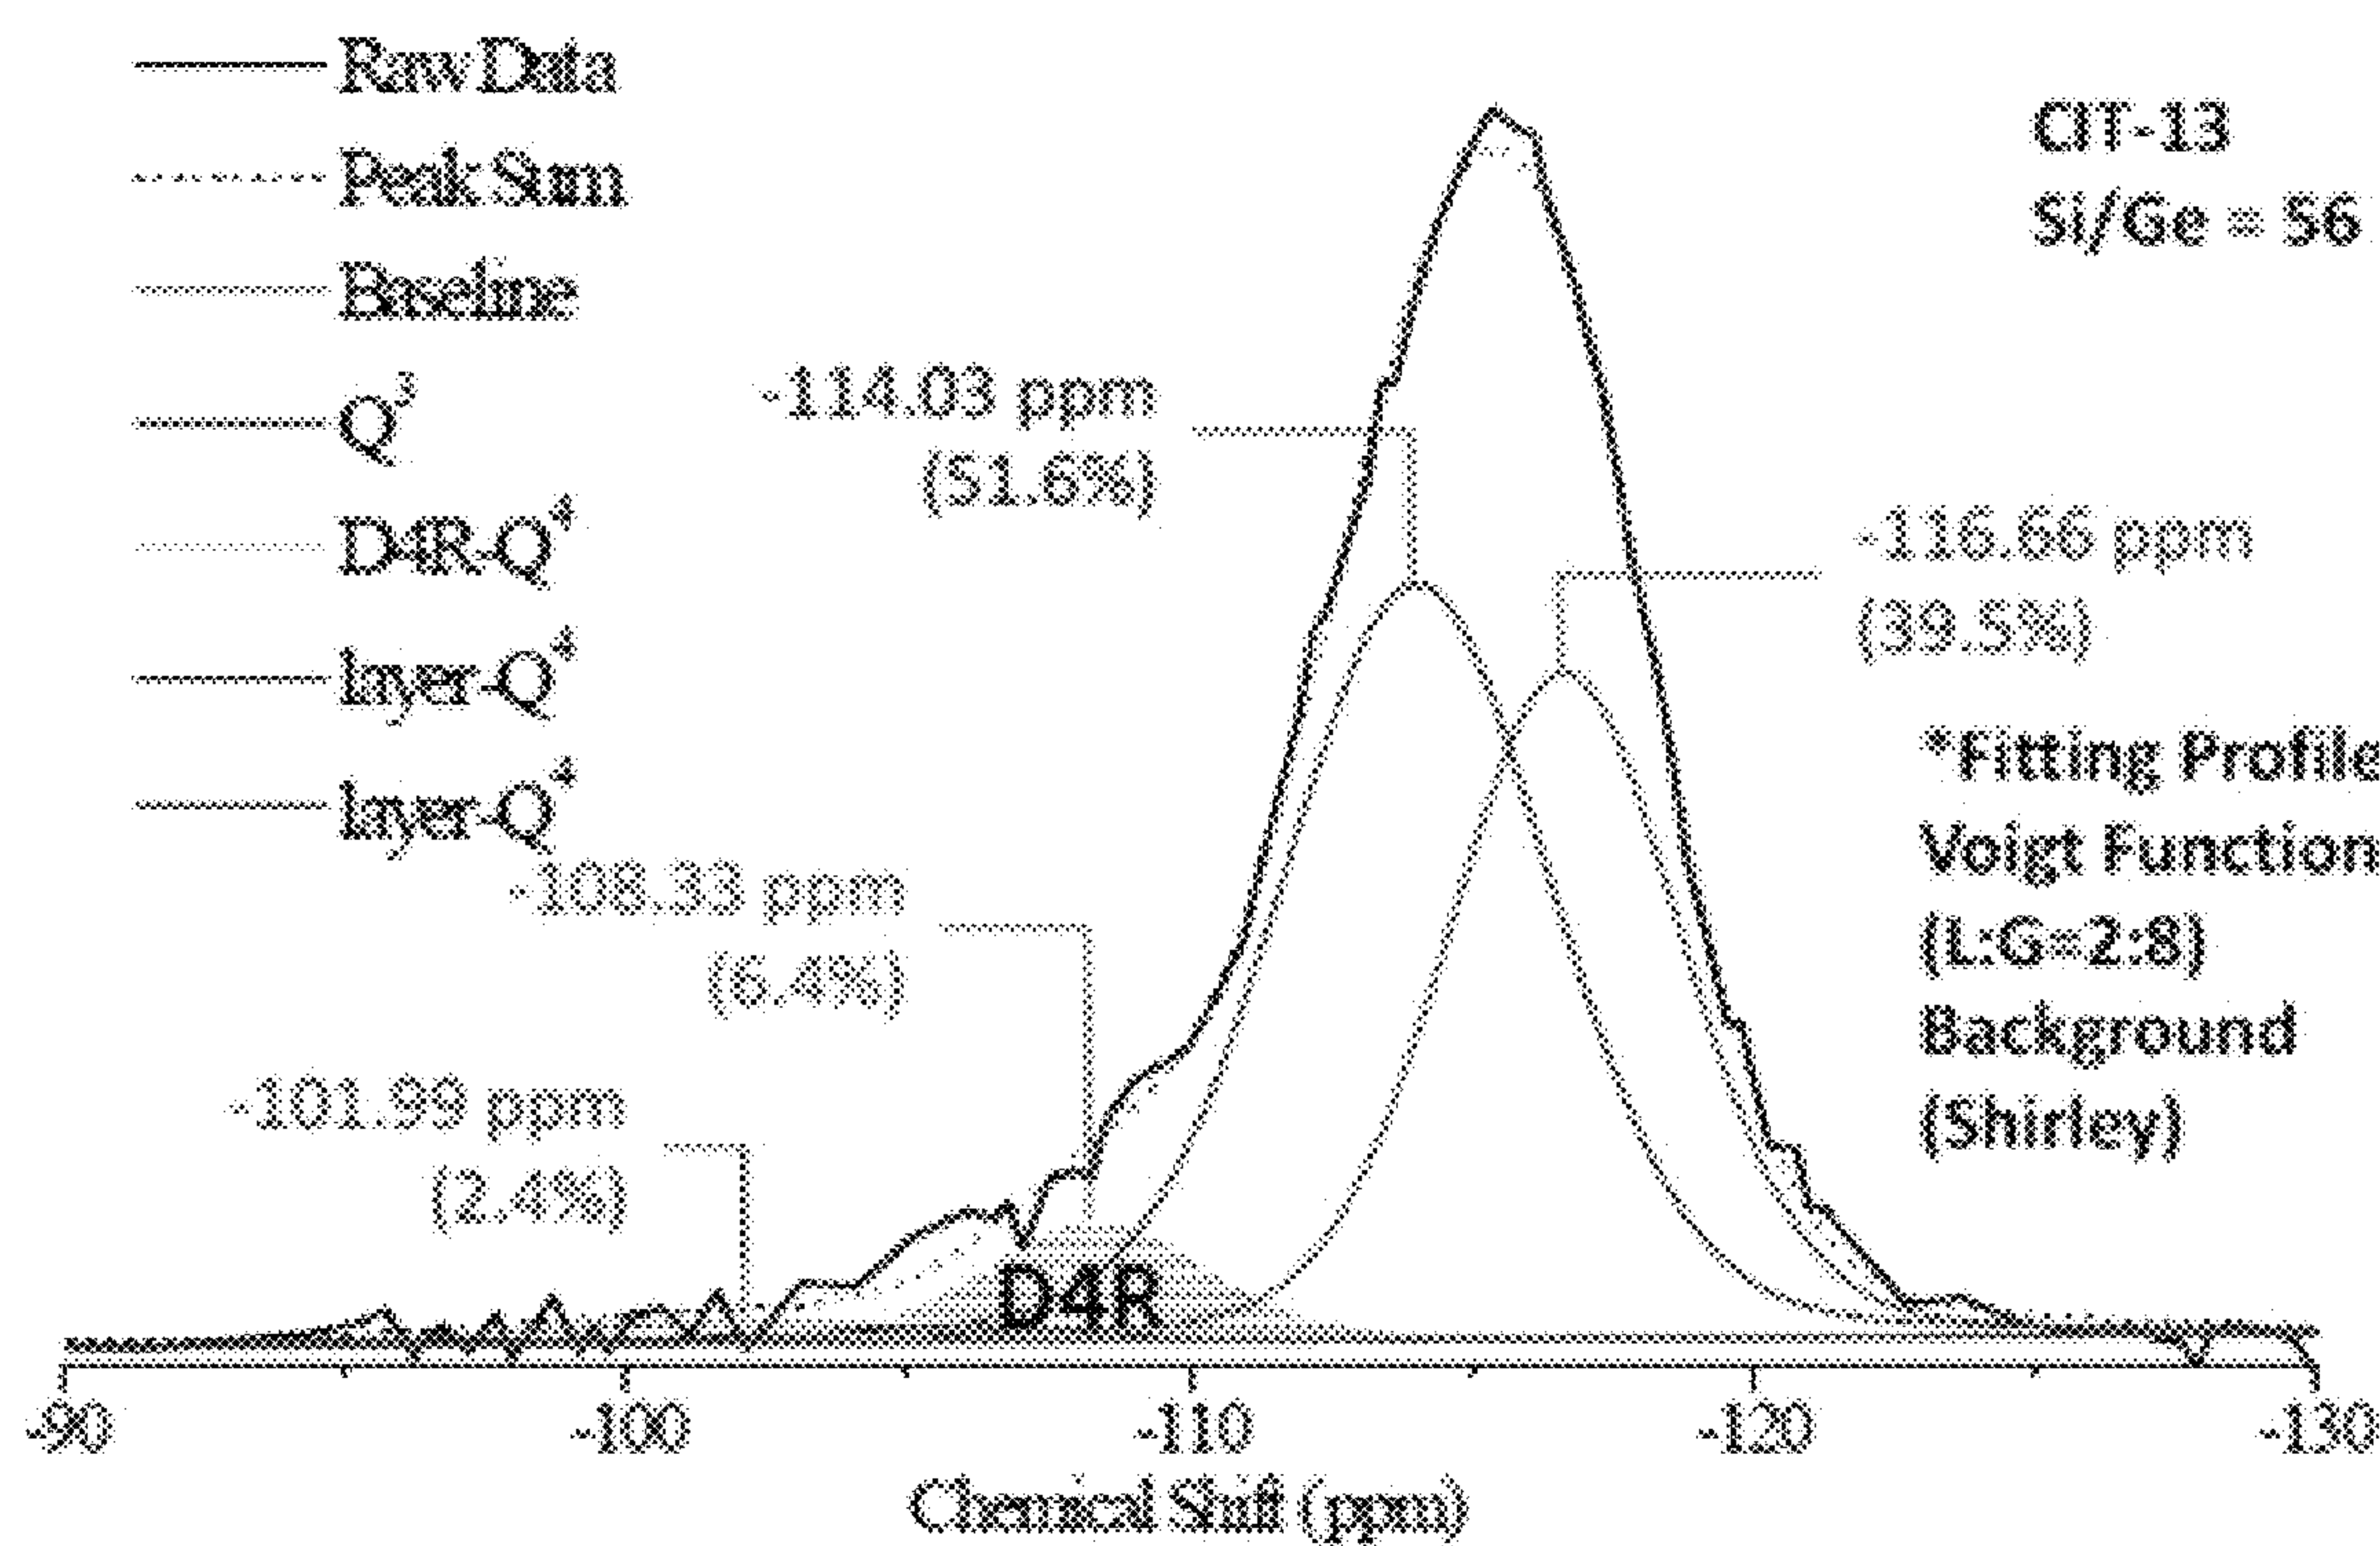 Raw Data
Peak Sum
Baseline
Q³
D4R-Q⁴
layer-Q⁴
layer-Q⁴
CIT-13
Si/Ge = 56
-114.03 ppm
(51.6%)
-116.66 ppm
(39.5%)
-108.33 ppm
(6.4%)
-101.99 ppm
(2.4%)
*Fitting Profile
Voigt Function
(L:G=2:8)
Background
(Shirley)
D4R
-90
-100
-110
-120
-130
Chemical Shift (ppm)